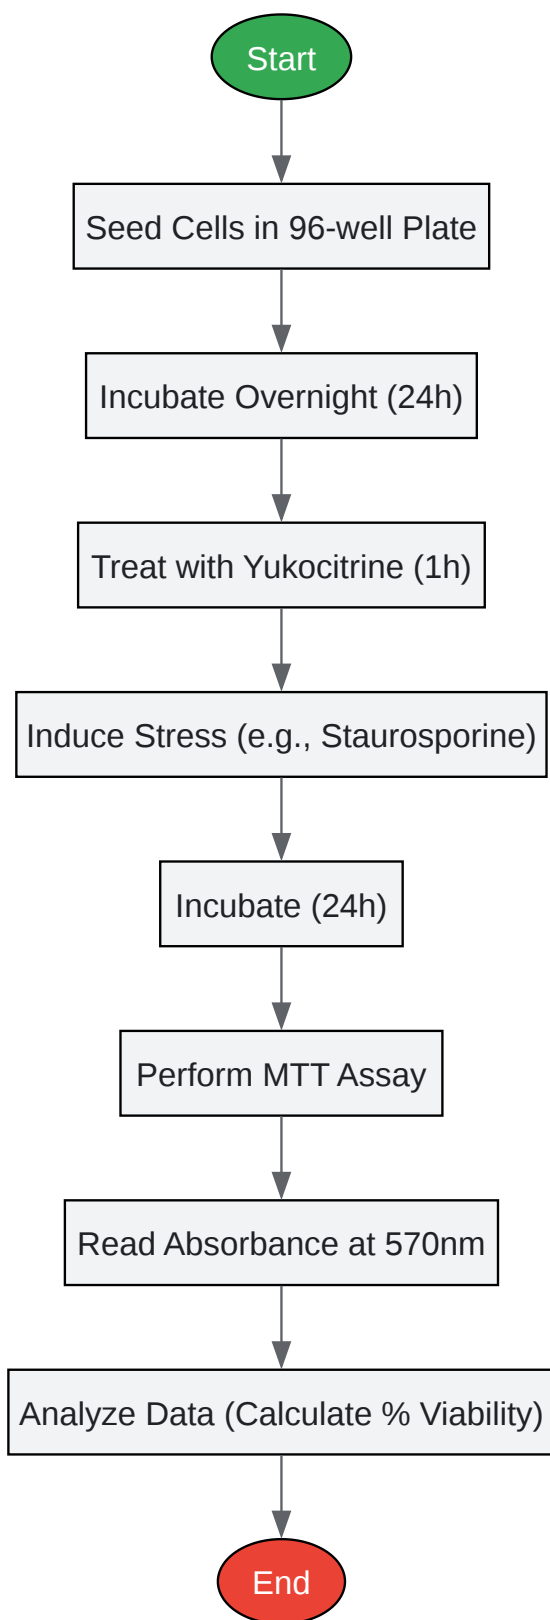 Start
Seed Cells in 96-well Plate
Incubate Overnight (24h)
Treat with Yukocitrine (1h)
Induce Stress (e.g., Staurosporine)
Incubate (24h)
Perform MTT Assay
Read Absorbance at 570nm
Analyze Data (Calculate % Viability)
End